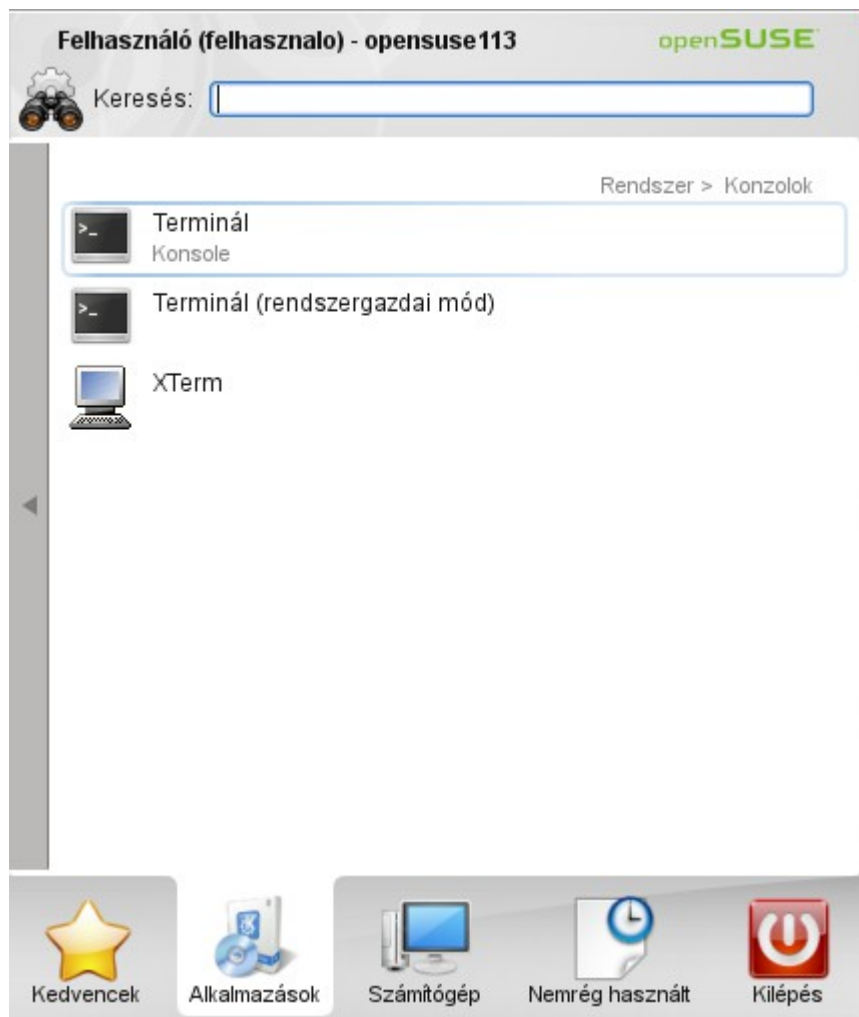 Felhasználó (felhasznalo) - opensuse113
openSUSE
Keresés:
Rendszer > Konzolok
>_
Terminál
Konsole
>_
Terminál (rendszergazdai mód)
XTerm
Kedvencek
Alkalmazások
Számítógép
Nemrég használt
Kilépés